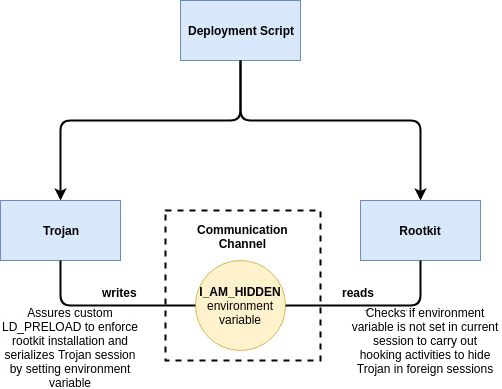 Deployment Script
Trojan
Communication
Channel
Rootkit
I_AM_HIDDEN
environment
variable
writes
reads
Assures custom
LD_PRELOAD to enforce
rootkit installation and
serializes Trojan session
by setting environment
variable
Checks if environment
variable is not set in current
session to carry out
hooking activities to hide
Trojan in foreign sessions